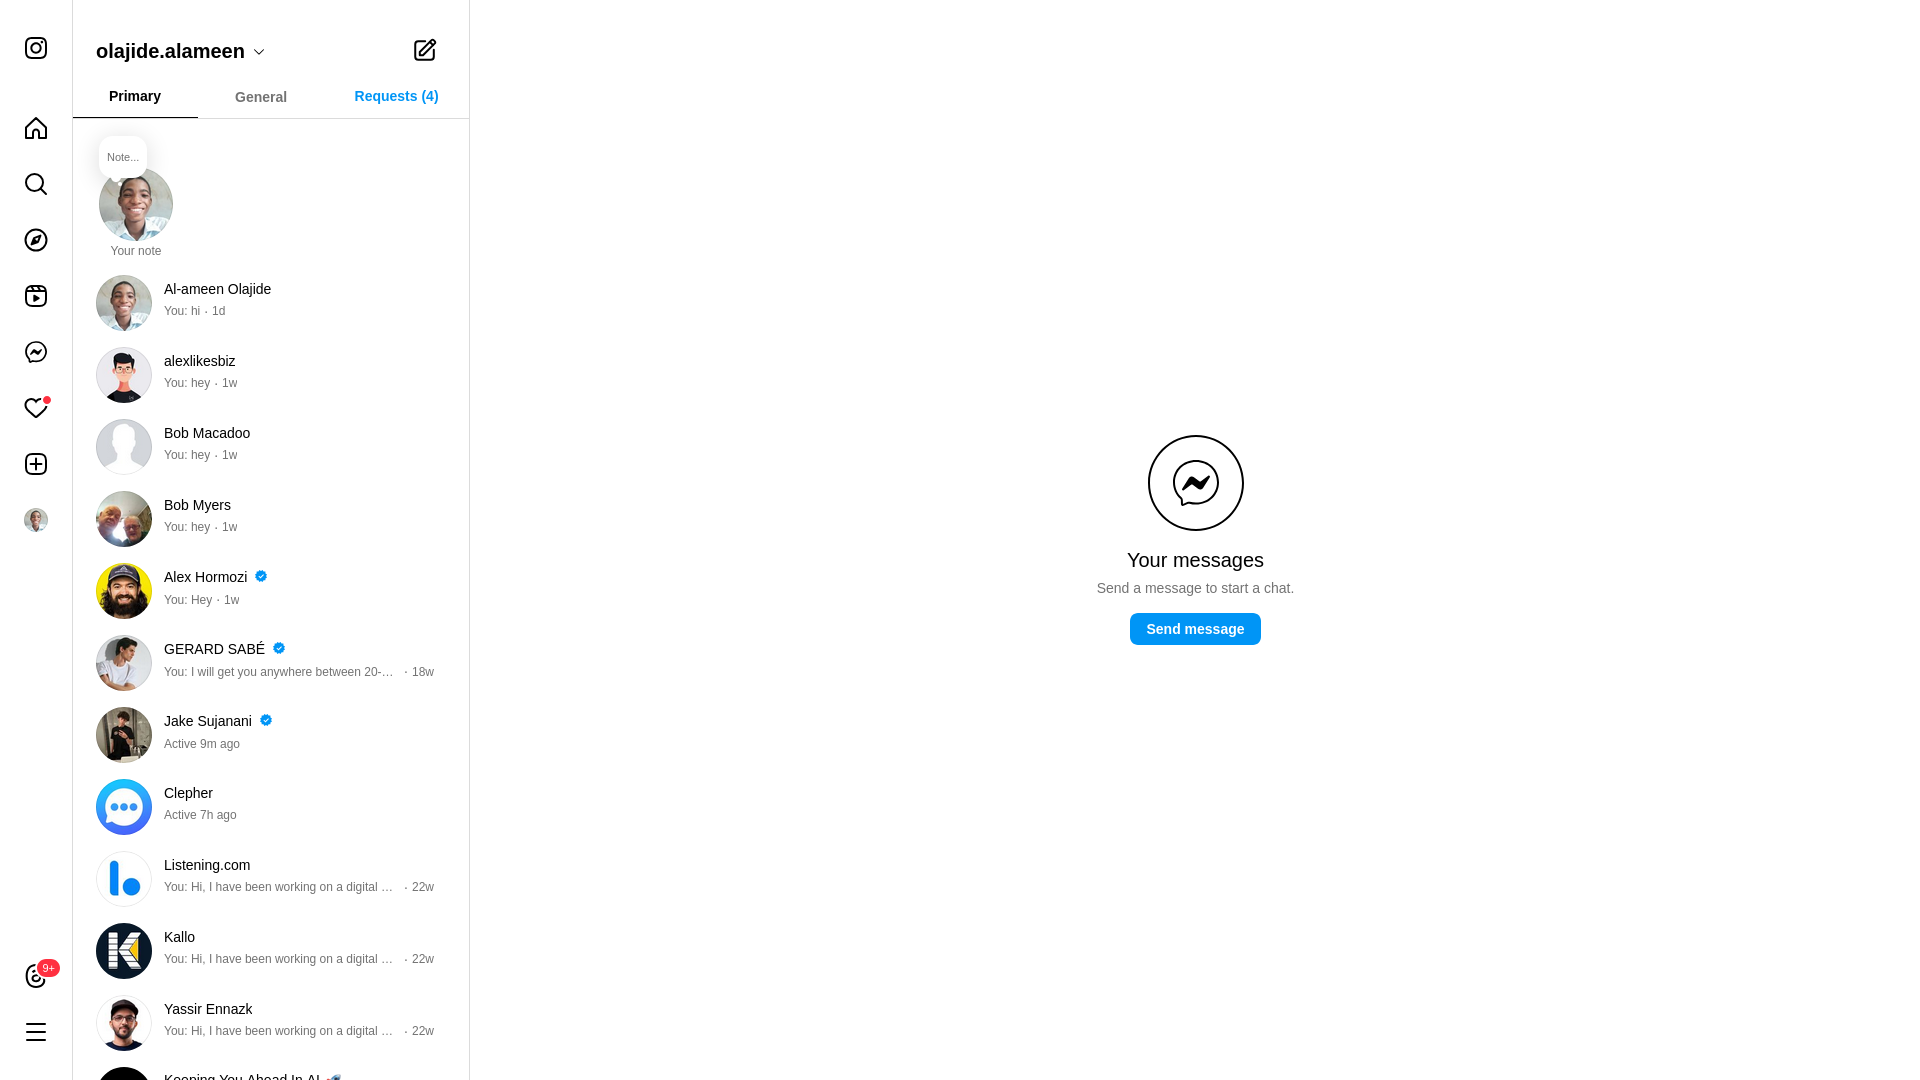 olajide.alameen
Primary
General
Requests (4)
Note...
Your note
Al-ameen Olajide
You: hi · 1d
alexlikesbiz
You: hey · 1w
Bob Macadoo
You: hey · 1w
Bob Myers
You: hey · 1w
Alex Hormozi
You: Hey · 1w
GERARD SABÉ
You: I will get you anywhere between 20-… · 18w
Jake Sujanani
Active 9m ago
Clepher
Active 7h ago
Listening.com
You: Hi, I have been working on a digital … · 22w
Kallo
You: Hi, I have been working on a digital … · 22w
Yassir Ennazk
You: Hi, I have been working on a digital … · 22w
Keeping You Ahead In AI 🚀
9+
Your messages
Send a message to start a chat.
Send message